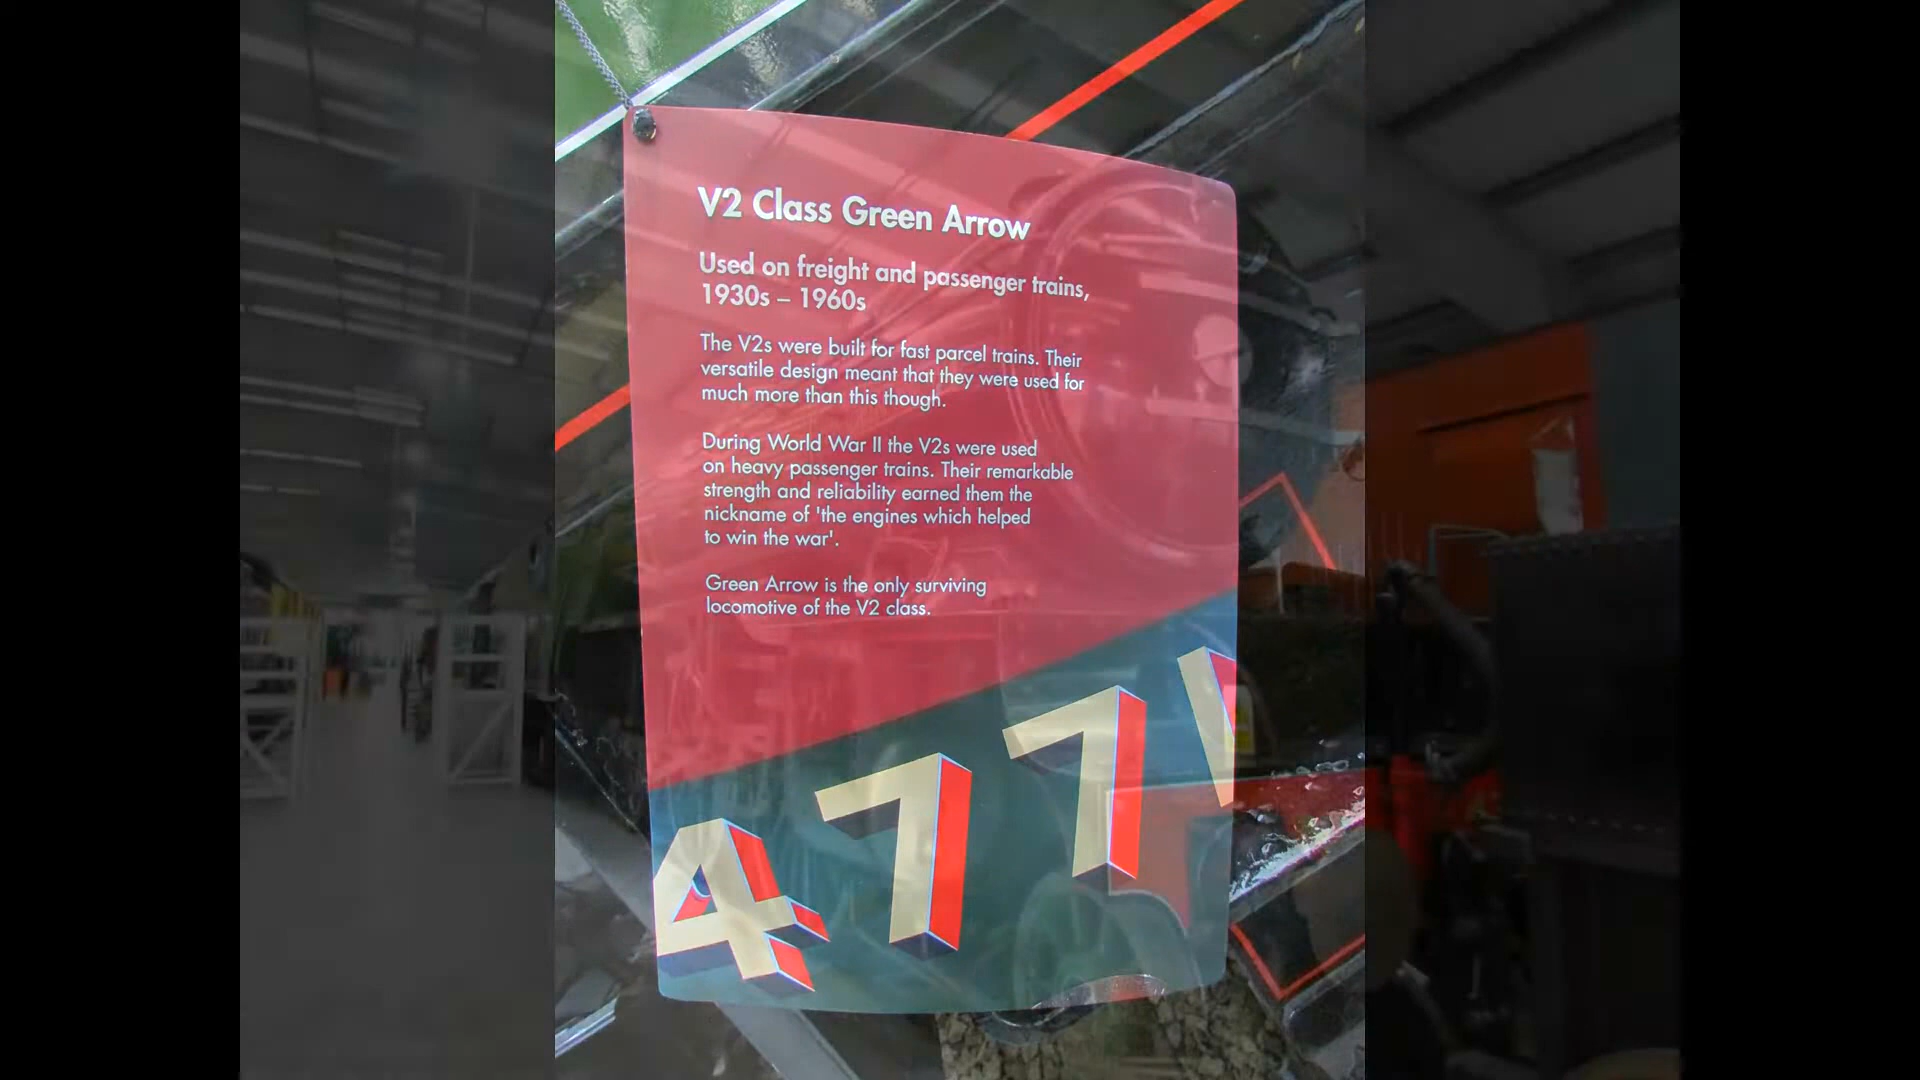 V2 Class Green Arrow
Used on freight and passenger trains,
1930s – 1960s
The V2s were built for fast parcel trains. Their
versatile design meant that they were used for
much more than this though.
During World War II the V2s were used
on heavy passenger trains. Their remarkable
strength and reliability earned them the
nickname of 'the engines which helped
to win the war'.
Green Arrow is the only surviving
locomotive of the V2 class.
477